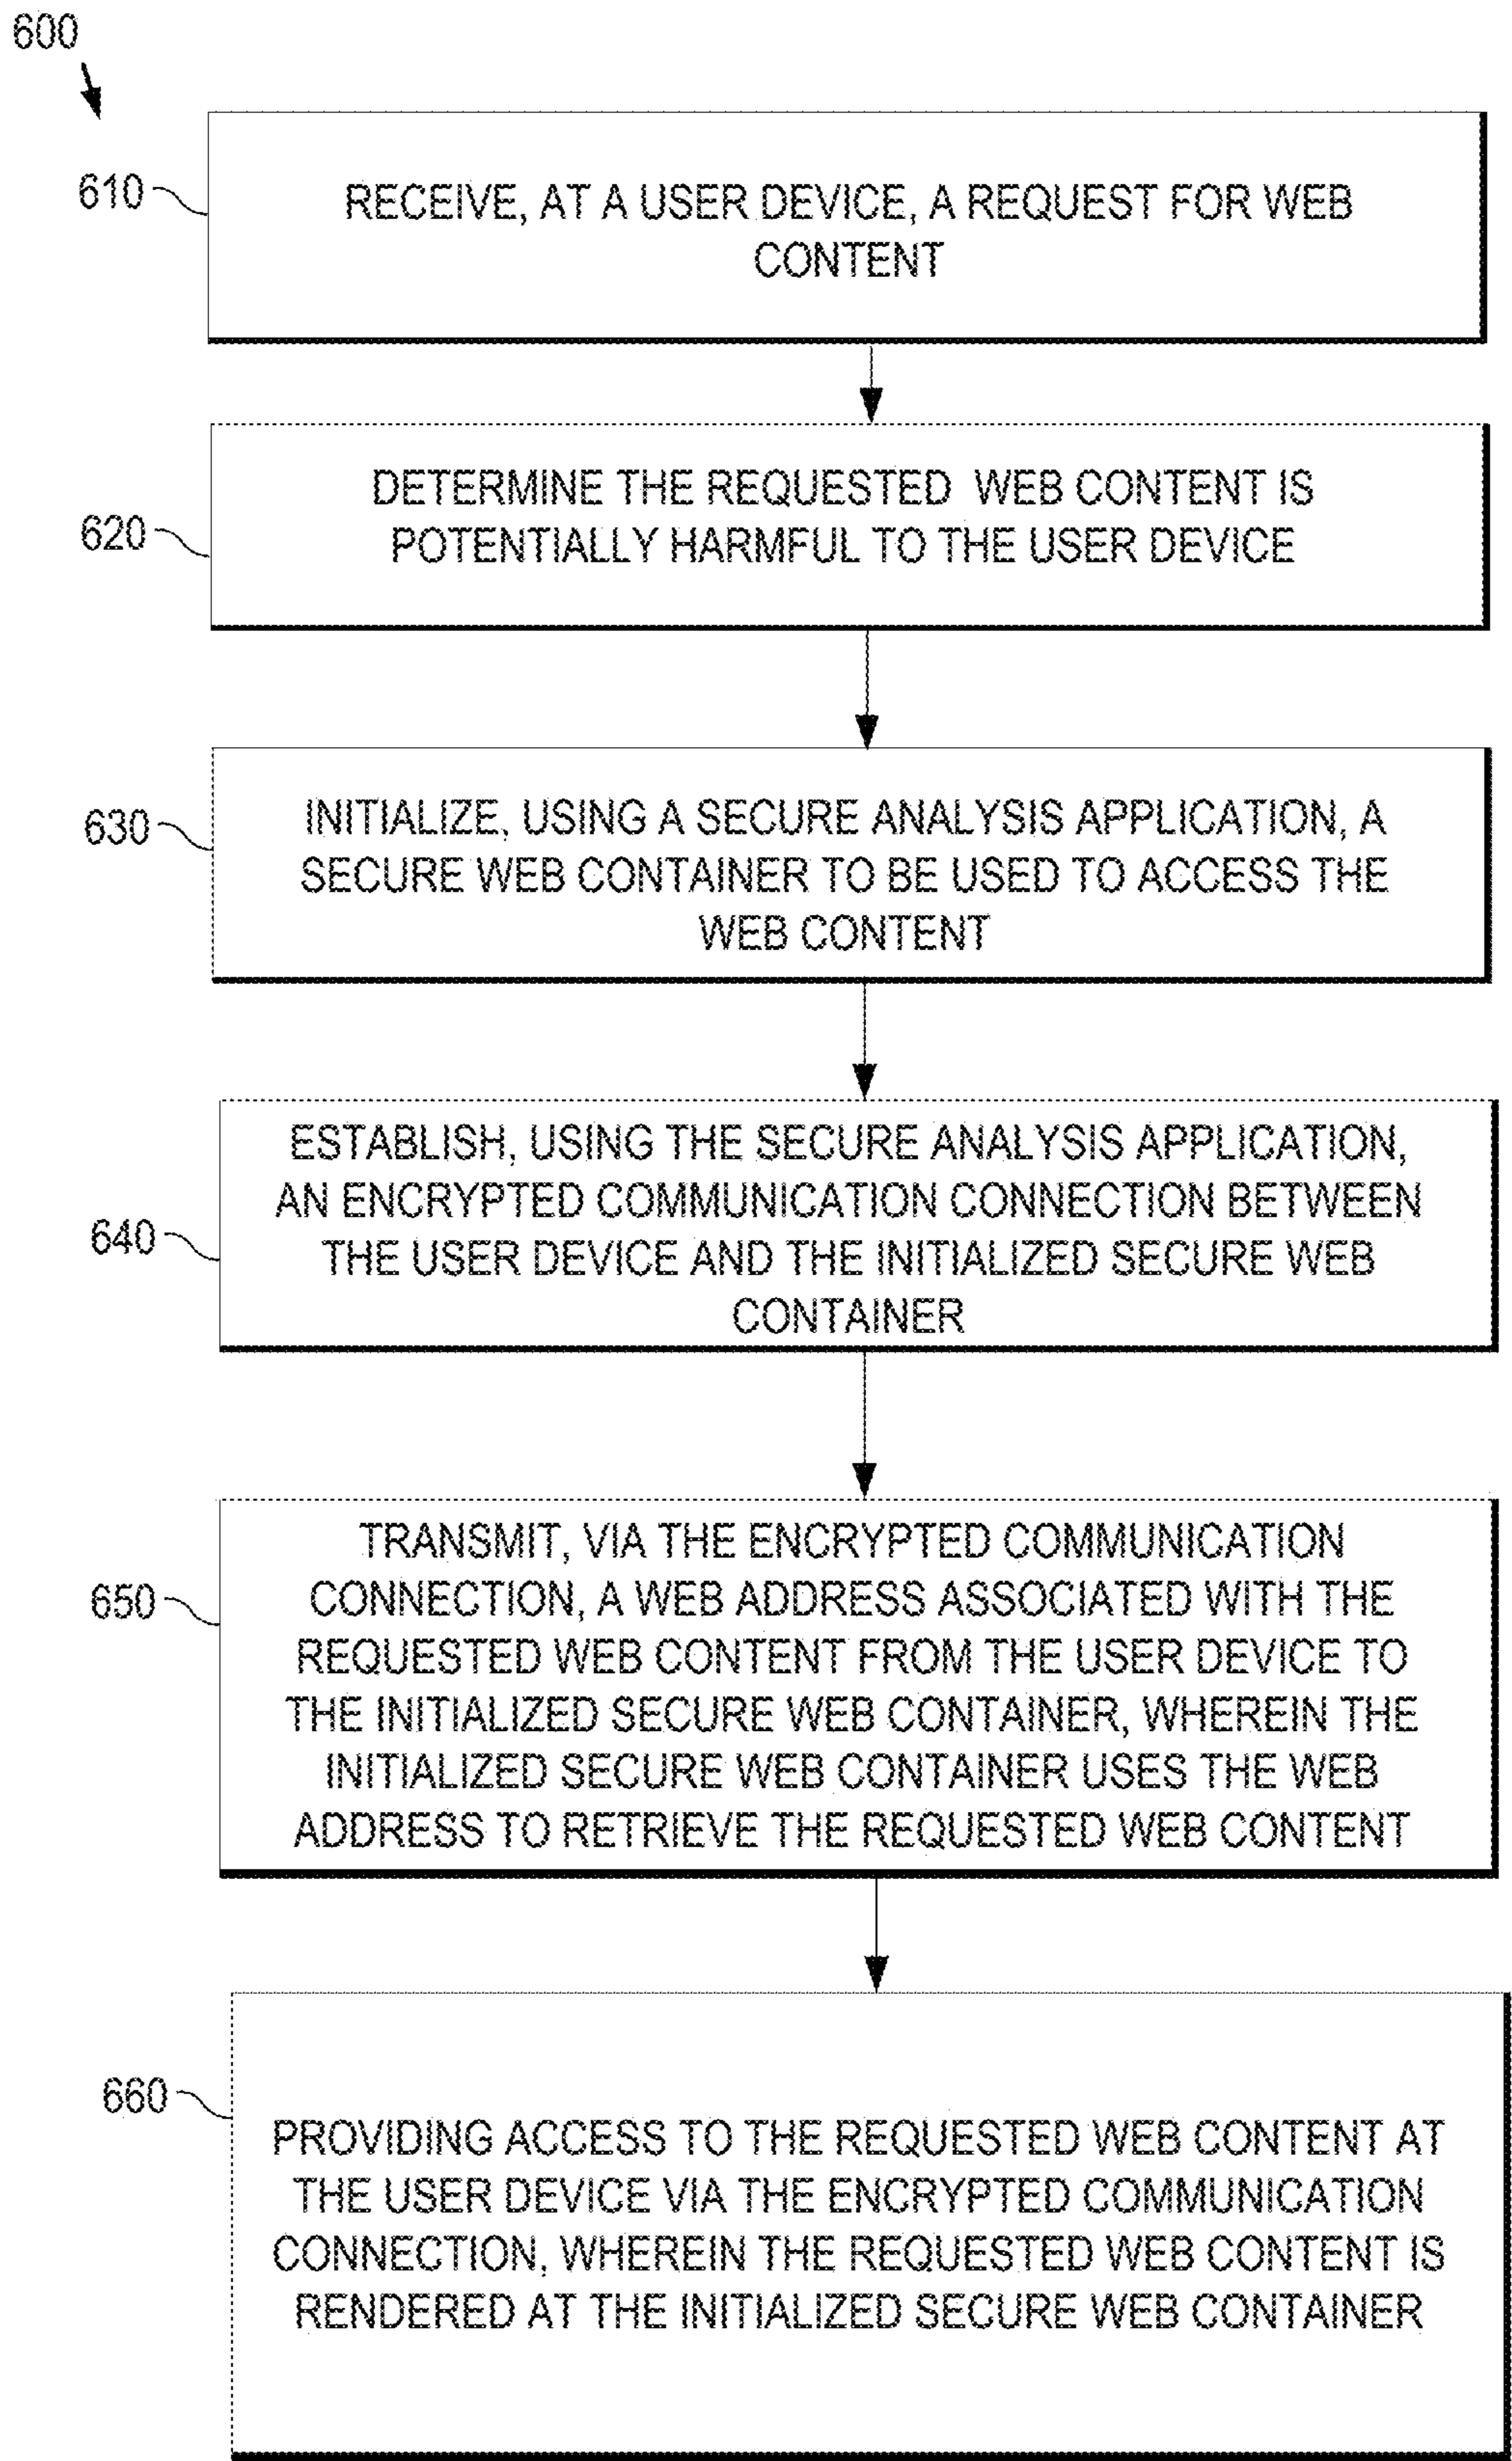 600
610
RECEIVE, AT A USER DEVICE, A REQUEST FOR WEB
CONTENT
620
DETERMINE THE REQUESTED WEB CONTENT IS
POTENTIALLY HARMFUL TO THE USER DEVICE
630
INITIALIZE, USING A SECURE ANALYSIS APPLICATION, A
SECURE WEB CONTAINER TO BE USED TO ACCESS THE
WEB CONTENT
640
ESTABLISH, USING THE SECURE ANALYSIS APPLICATION,
AN ENCRYPTED COMMUNICATION CONNECTION BETWEEN
THE USER DEVICE AND THE INITIALIZED SECURE WEB
CONTAINER
650
TRANSMIT, VIA THE ENCRYPTED COMMUNICATION
CONNECTION, A WEB ADDRESS ASSOCIATED WITH THE
REQUESTED WEB CONTENT FROM THE USER DEVICE TO
THE INITIALIZED SECURE WEB CONTAINER, WHEREIN THE
INITIALIZED SECURE WEB CONTAINER USES THE WEB
ADDRESS TO RETRIEVE THE REQUESTED WEB CONTENT
660
PROVIDING ACCESS TO THE REQUESTED WEB CONTENT AT
THE USER DEVICE VIA THE ENCRYPTED COMMUNICATION
CONNECTION, WHEREIN THE REQUESTED WEB CONTENT IS
RENDERED AT THE INITIALIZED SECURE WEB CONTAINER